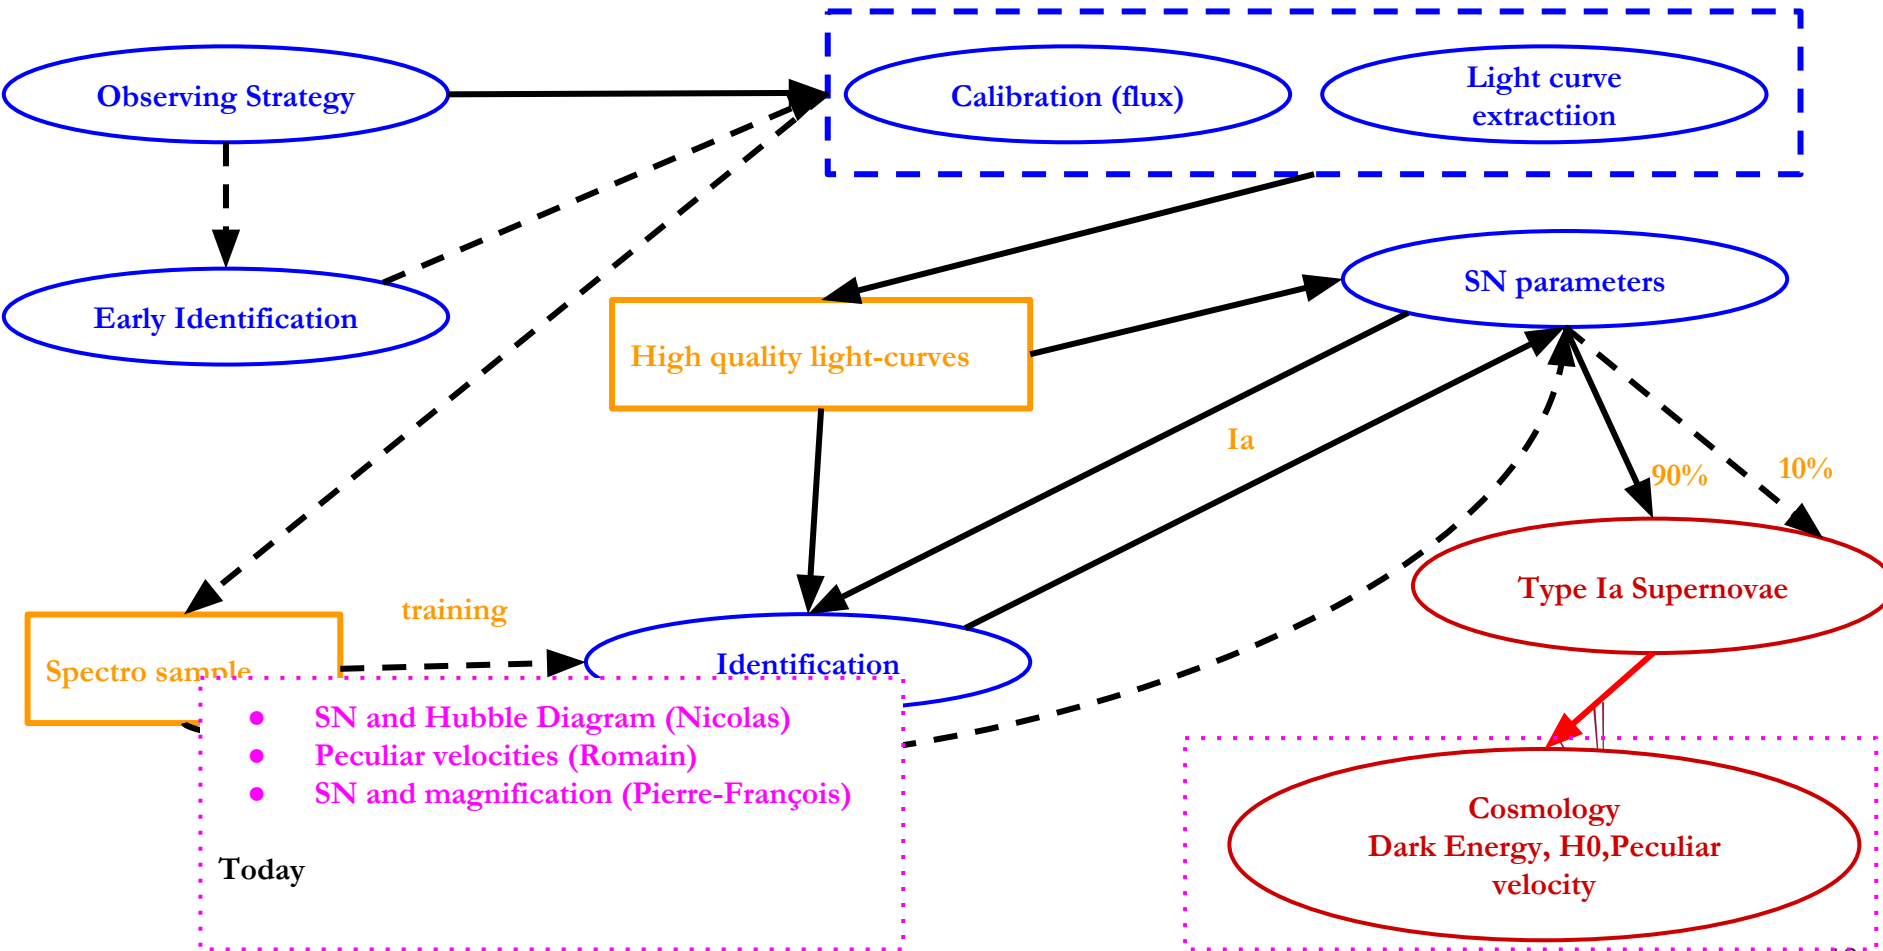 Observing Strategy
Calibration (flux)
Light curve
extractiion
Early Identification
SN parameters
High quality light-curves
Ia
90%
10%
Type Ia Supernovae
training
Spectro sample
Identification
● SN and Hubble Diagram (Nicolas)
● Peculiar velocities (Romain)
● SN and magnification (Pierre-François)
Today
Cosmology
Dark Energy, H0,Peculiar
velocity